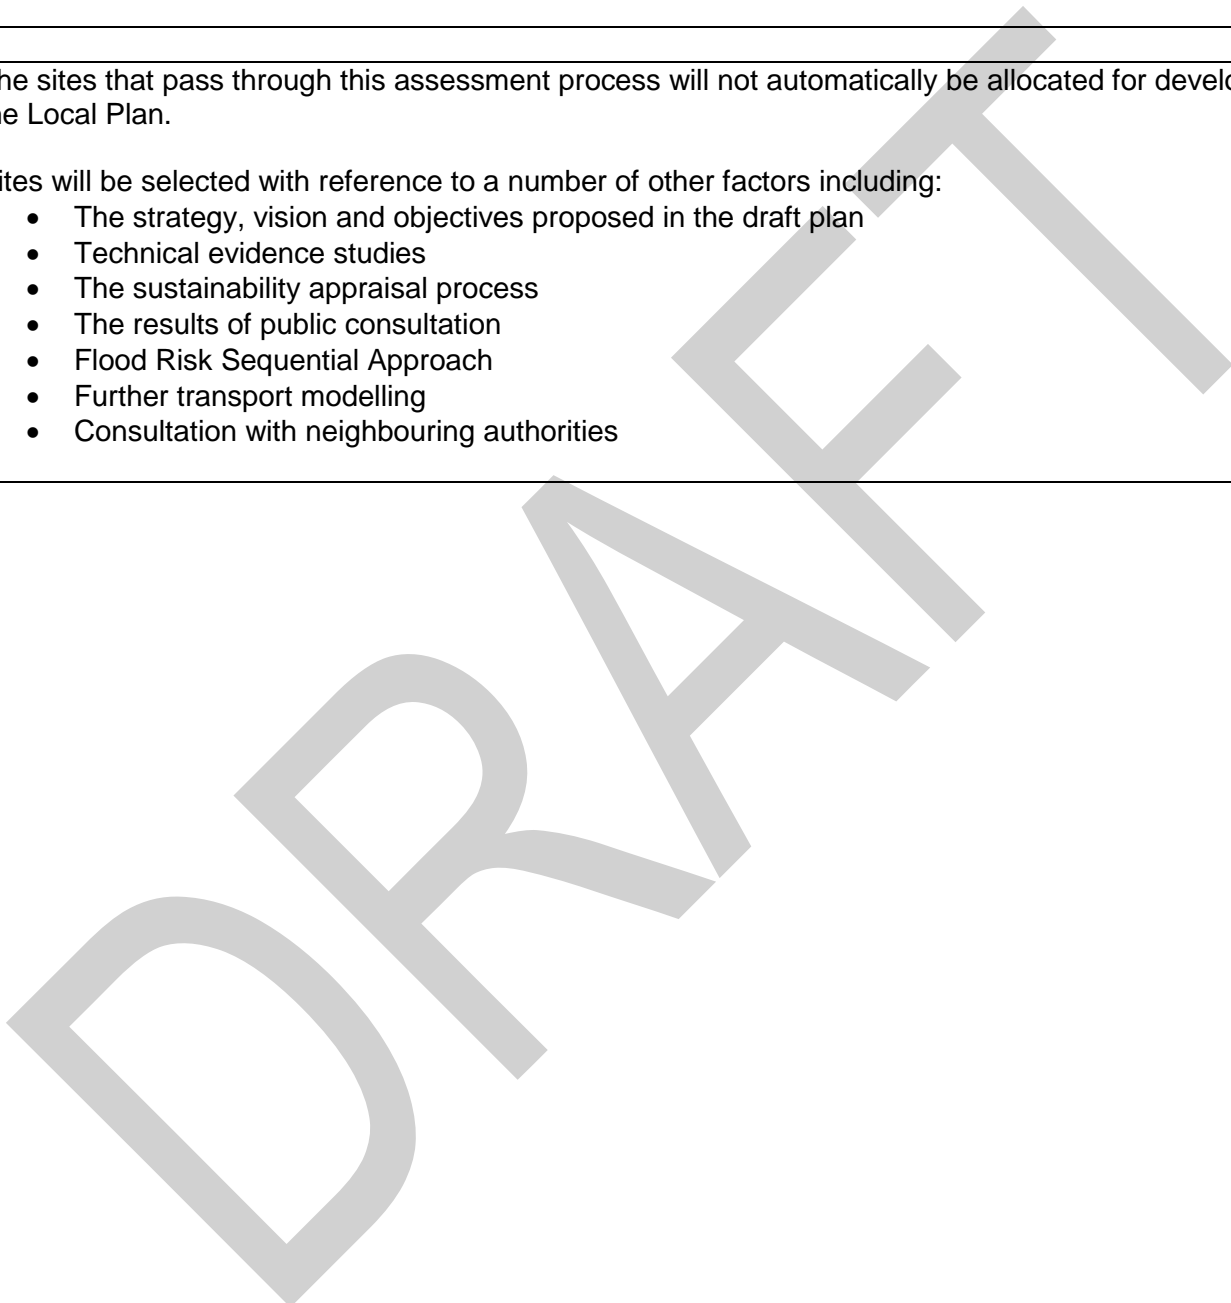 he sites that pass through this assessment process will not automatically be allocated for develo
he Local Plan.
ites will be selected with reference to a number of other factors including:
• The strategy, vision and objectives proposed in the draft plan
• Technical evidence studies
• The sustainability appraisal process
• The results of public consultation
• Flood Risk Sequential Approach
• Further transport modelling
• Consultation with neighbouring authorities
DRAFT